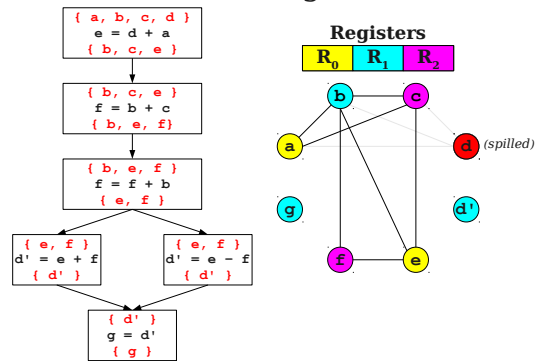 { a, b, c, d }
e = d + a
{ b, c, e }
{ b, c, e }
f = b + c
{ b, e, f}
{ b, e, f }
f = f + b
{ e, f }
{ e, f }
d' = e + f
{ d' }
{ e, f }
d' = e - f
{ d' }
{ d' }
g = d'
{ g }
Registers
R0 R1 R2
b c
a d (spilled)
g d'
f e